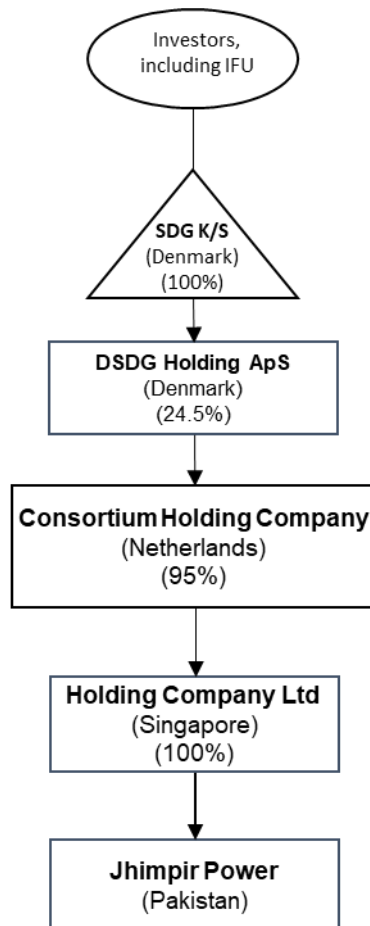 Investors,
including IFU
SDG K/S
(Denmark)
(100%)
DSDG Holding ApS
(Denmark)
(24.5%)
Consortium Holding Company
(Netherlands)
(95%)
Holding Company Ltd
(Singapore)
(100%)
Jhimpir Power
(Pakistan)